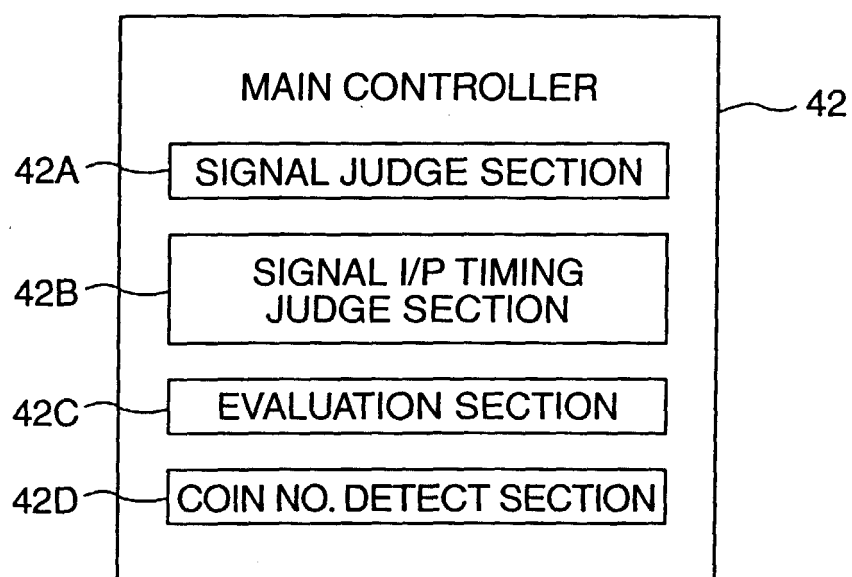 MAIN CONTROLLER
42
42A
SIGNAL JUDGE SECTION
42B
SIGNAL I/P TIMING
JUDGE SECTION
42C
EVALUATION SECTION
42D
COIN NO. DETECT SECTION